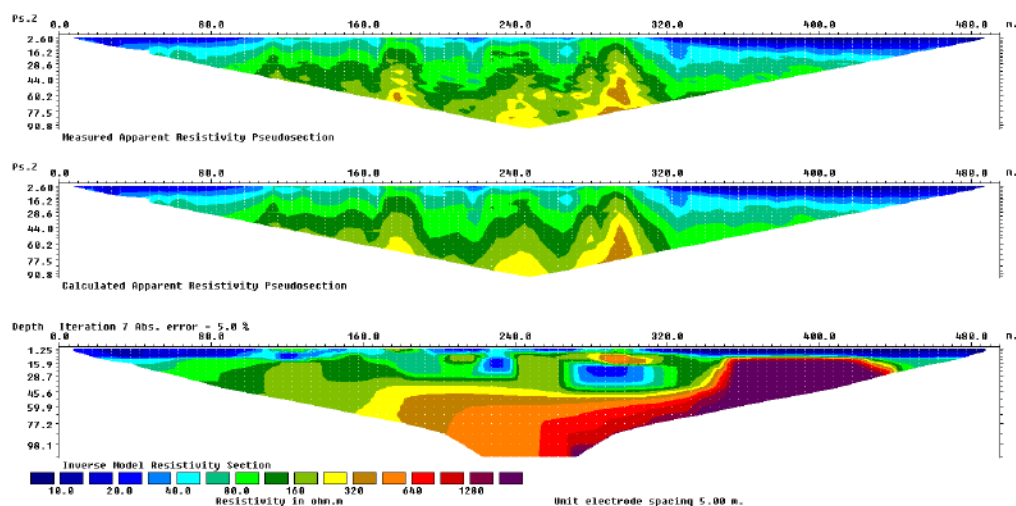 Ps.Z 0.0 80.0 160.0 240.0 320.0 400.0 480.0 m.
2.60
16.2
28.6
44.0
60.2
77.5
90.8
Measured Apparent Resistivity Pseudosection
Ps.Z 0.0 80.0 160.0 240.0 320.0 400.0 480.0 m.
2.60
16.2
28.6
44.0
60.2
77.5
90.8
Calculated Apparent Resistivity Pseudosection
Depth Iteration 7 Abs. error = 5.0 %
0.0 80.0 160.0 240.0 320.0 400.0 480.0 m.
1.25
15.9
28.7
45.6
59.9
77.2
98.1
Inverse Model Resistivity Section
10.0 20.0 40.0 80.0 160 320 640 1280
Resistivity in ohm.m Unit electrode spacing 5.00 m.